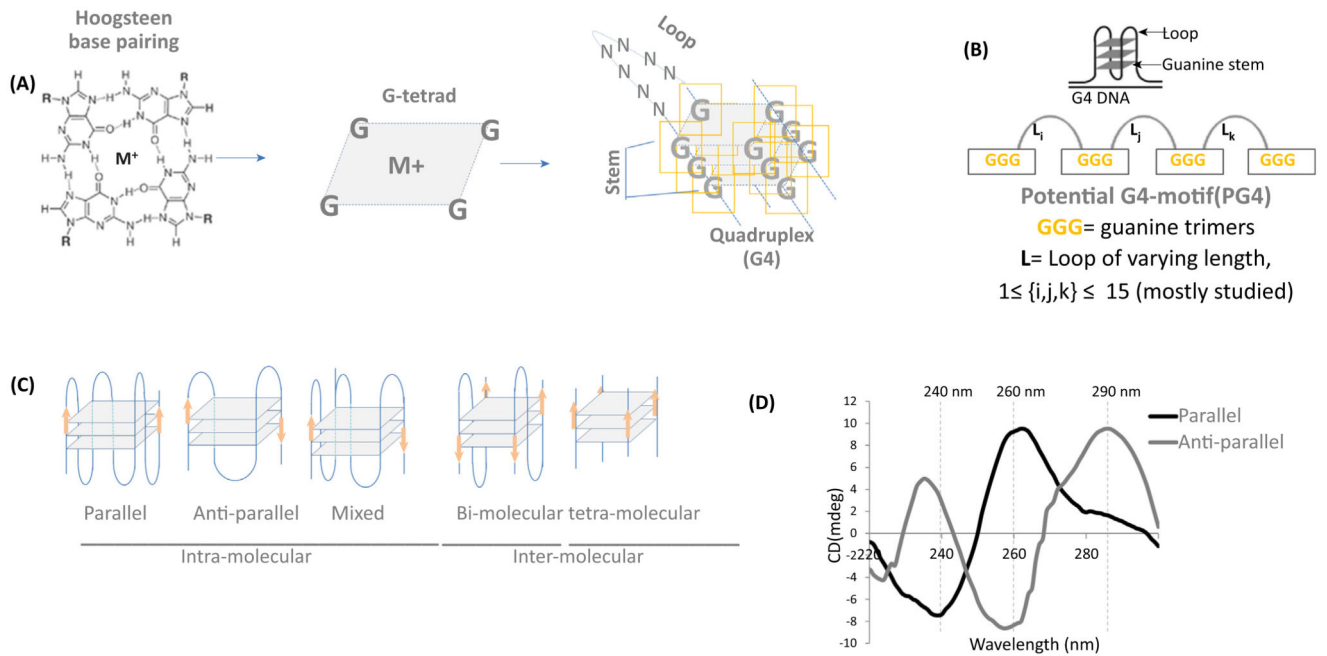 (A)
Hoogsteen
base pairing
H
R
N
N
H
N
H
N
R
N
N
H
N
N
H
N
O
H
N
O
N
H
N
H
M⁺
N
H
H
N
O
N
H
O
N
N
H
N
N
H
N
R
H
N
N
H
R
G-tetrad
G
G
M+
G
G
Loop
N
N
N
N
N
N
N
N
G
G
G
G
G
G
G
G
G
G
G
G
Stem
Quadruplex
(G4)
(B)
Loop
Guanine stem
G4 DNA
Li
Lj
Lk
GGG
GGG
GGG
GGG
Potential G4-motif(PG4)
GGG= guanine trimers
L= Loop of varying length,
1≤ {i,j,k} ≤ 15 (mostly studied)
(C)
Parallel
Anti-parallel
Mixed
Bi-molecular
tetra-molecular
Intra-molecular
Inter-molecular
(D)
240 nm
260 nm
290 nm
Parallel
Anti-parallel
CD(mdeg)
12
10
8
6
4
2
0
-2
-4
-6
-8
-10
220
240
260
280
Wavelength (nm)